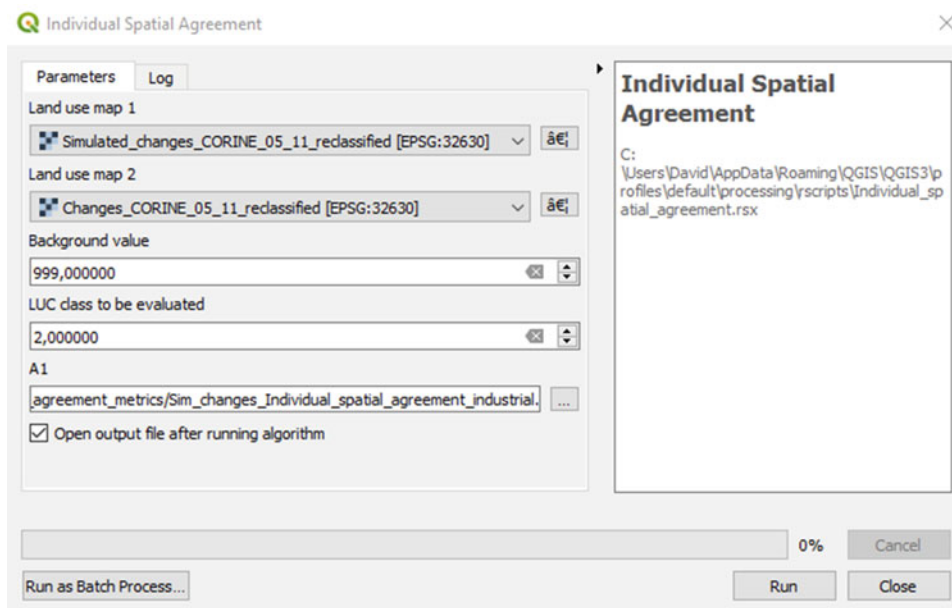 Individual Spatial Agreement
Parameters
Log
Land use map 1
Simulated_changes_CORINE_05_11_reclassified [EPSG:32630]
…
Land use map 2
Changes_CORINE_05_11_reclassified [EPSG:32630]
…
Background value
999,000000
LUC class to be evaluated
2,000000
A1
_agreement_metrics/Sim_changes_Individual_spatial_agreement_industrial.
...
Open output file after running algorithm
Individual Spatial
Agreement
C:
\Users\David\AppData\Roaming\QGIS\QGIS3\p
rofiles\default\processing\rscripts\Individual_sp
atial_agreement.rsx
0%
Cancel
Run as Batch Process...
Run
Close